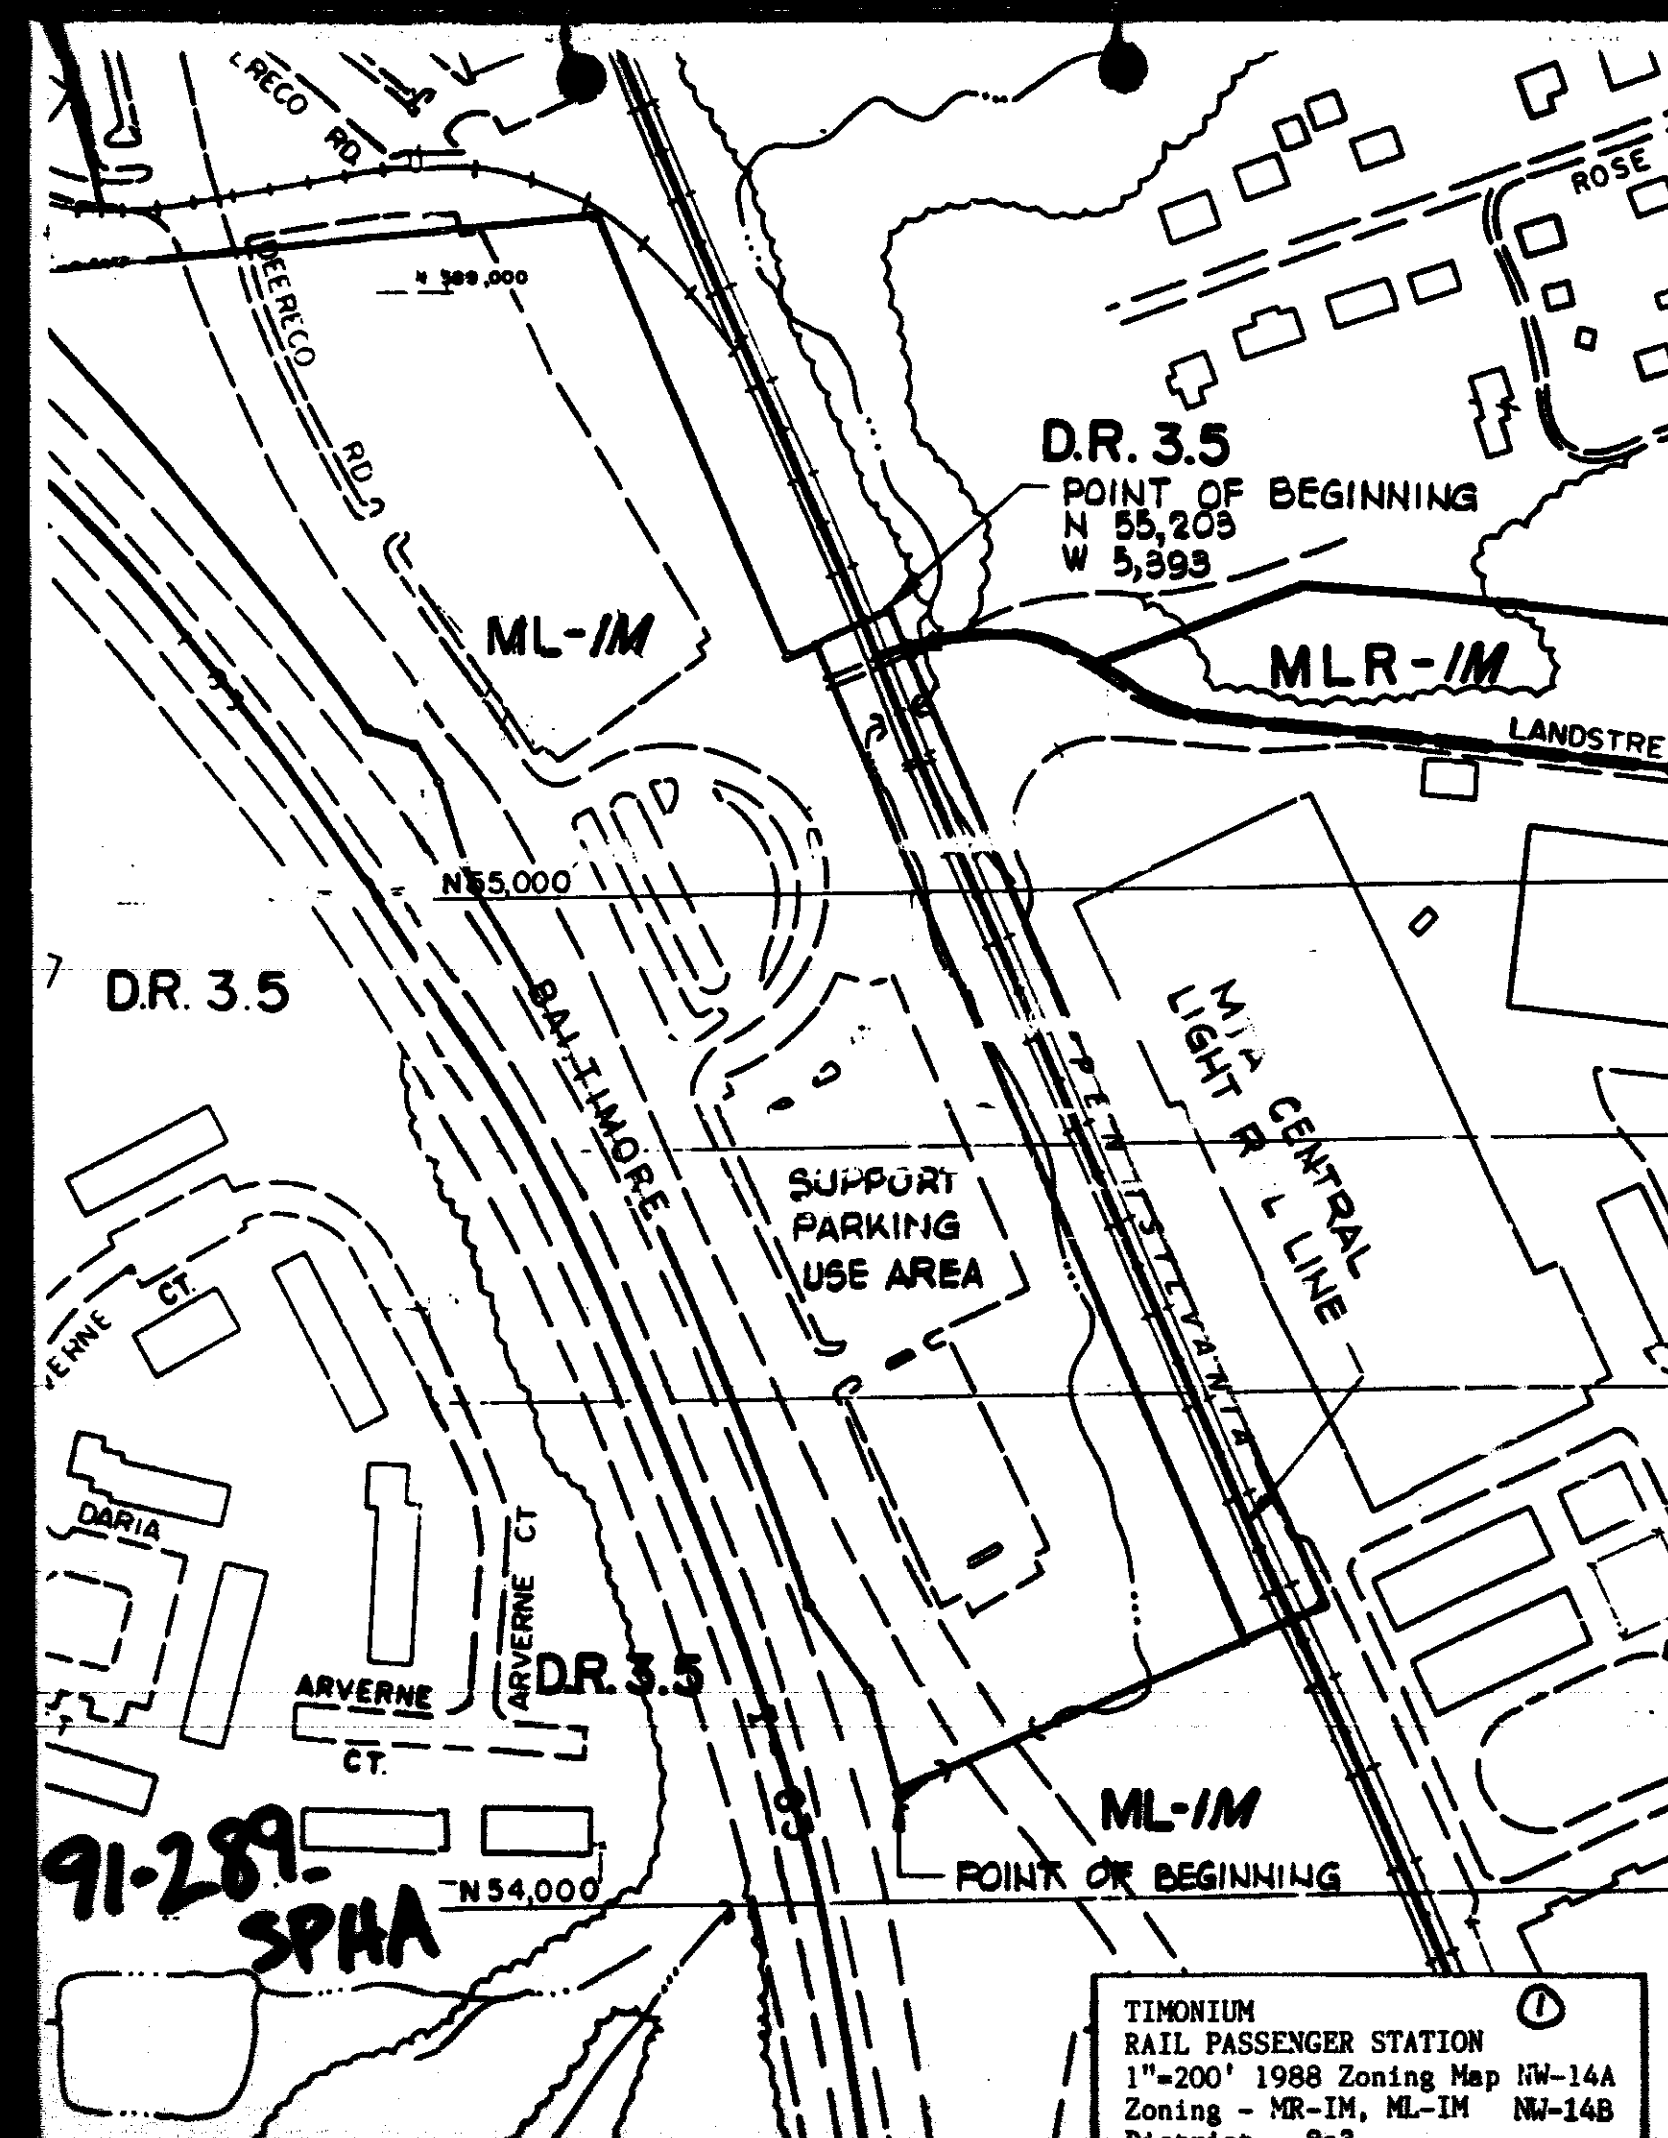 RECO RD.
ROSE
DEERECO RD
389,000
D.R. 3.5
POINT OF BEGINNING
N 55,203
W 5,393
ML-IM
MLR-IM
LANDSTRE
N55,000
D.R. 3.5
BALTIMORE
MTA CENTRAL
LIGHT R L LINE
SUPPORT
PARKING
USE AREA
CT.
ERNE
DARIA
ARVERNE CT
D.R. 3.5
ARVERNE
CT.
ML-IM
POINT OF BEGINNING
91-289-
SPHA
N54,000
TIMONIUM
1
RAIL PASSENGER STATION
1"=200' 1988 Zoning Map NW-14A
Zoning - MR-IM, ML-IM NW-14B